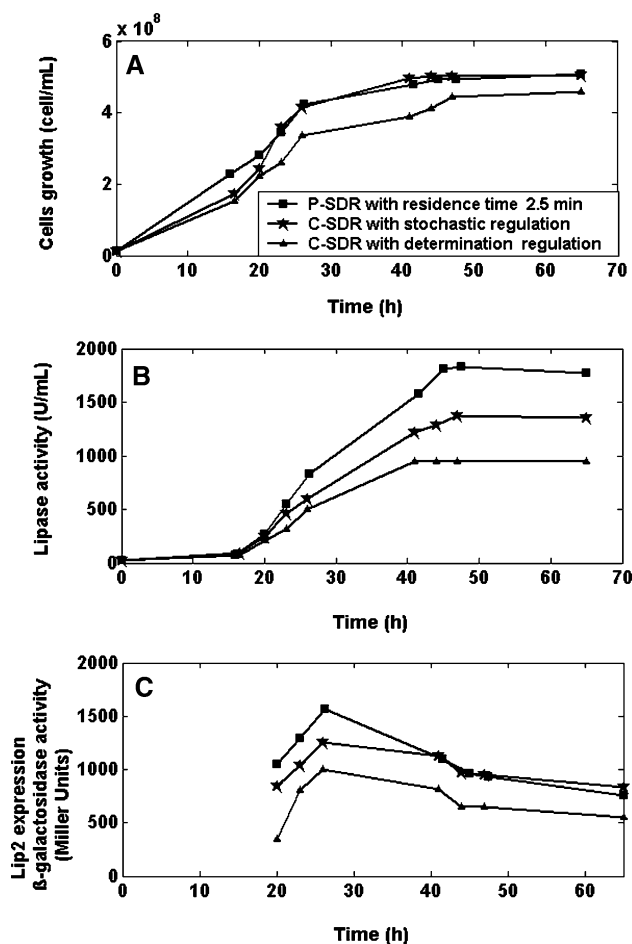 x 10^8
A
6
4
2
0
Cells growth (cell/mL)
P-SDR with residence time 2.5 min
C-SDR with stochastic regulation
C-SDR with determination regulation
0 10 20 30 40 50 60 70
Time (h)
B
2000
1500
1000
500
0
Lipase activity (U/mL)
0 10 20 30 40 50 60 70
Time (h)
C
2000
1500
1000
500
0
Lip2 expression
ß-galactosidase activity
(Miller Units)
0 10 20 30 40 50 60
Time (h)